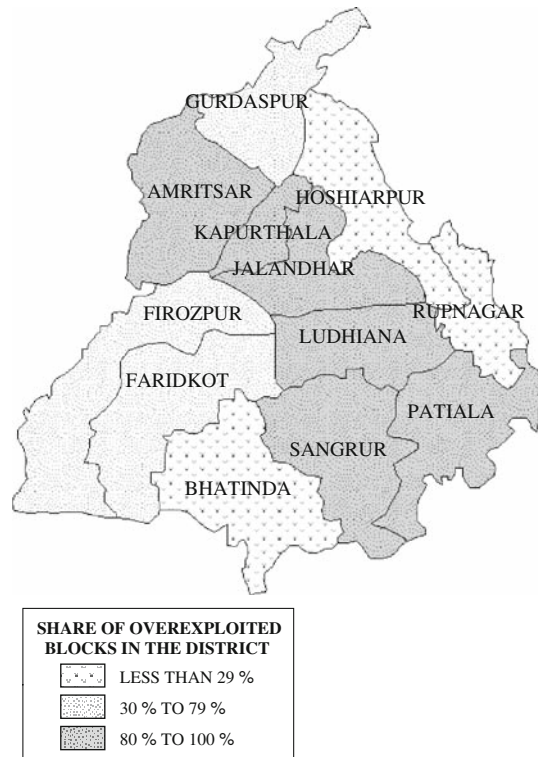 GURDASPUR
AMRITSAR
HOSHIARPUR
KAPURTHALA
JALANDHAR
FIROZPUR
RUPNAGAR
LUDHIANA
FARIDKOT
PATIALA
SANGRUR
BHATINDA
SHARE OF OVEREXPLOITED
BLOCKS IN THE DISTRICT
LESS THAN 29 %
30 % TO 79 %
80 % TO 100 %